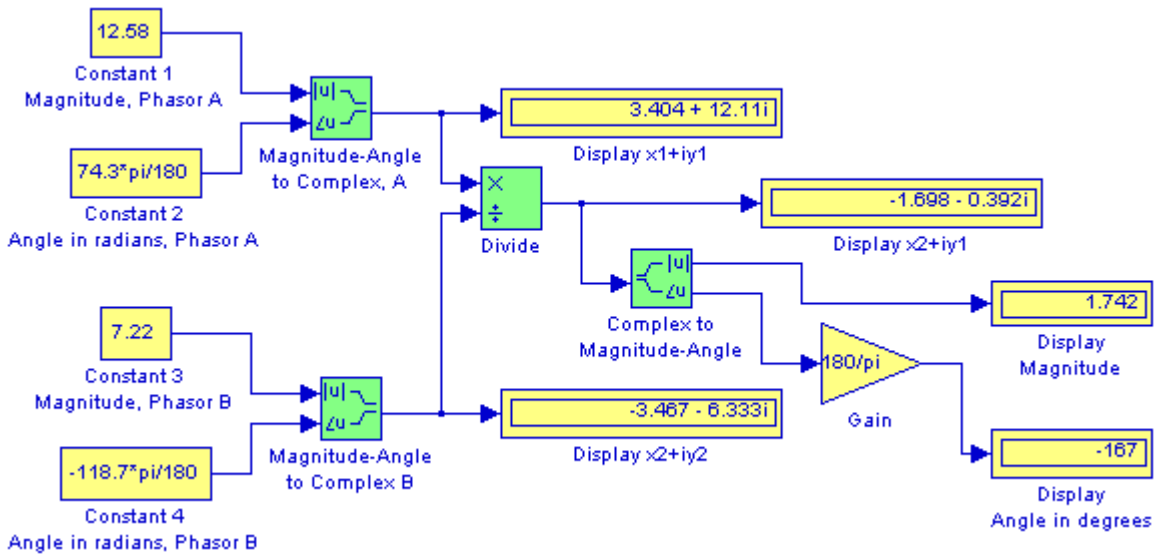 12.58
Constant 1
Magnitude, Phasor A
|u|
∠u
Magnitude-Angle
to Complex, A
74.3*pi/180
Constant 2
Angle in radians, Phasor A
3.404 + 12.11i
Display x1+iy1
×
÷
Divide
-1.698 - 0.392i
Display x2+iy1
|u|
∠u
Complex to
Magnitude-Angle
1.742
Display
Magnitude
180/pi
Gain
7.22
Constant 3
Magnitude, Phasor B
|u|
∠u
Magnitude-Angle
to Complex B
-3.467 - 6.333i
Display x2+iy2
-118.7*pi/180
Constant 4
Angle in radians, Phasor B
-167
Display
Angle in degrees